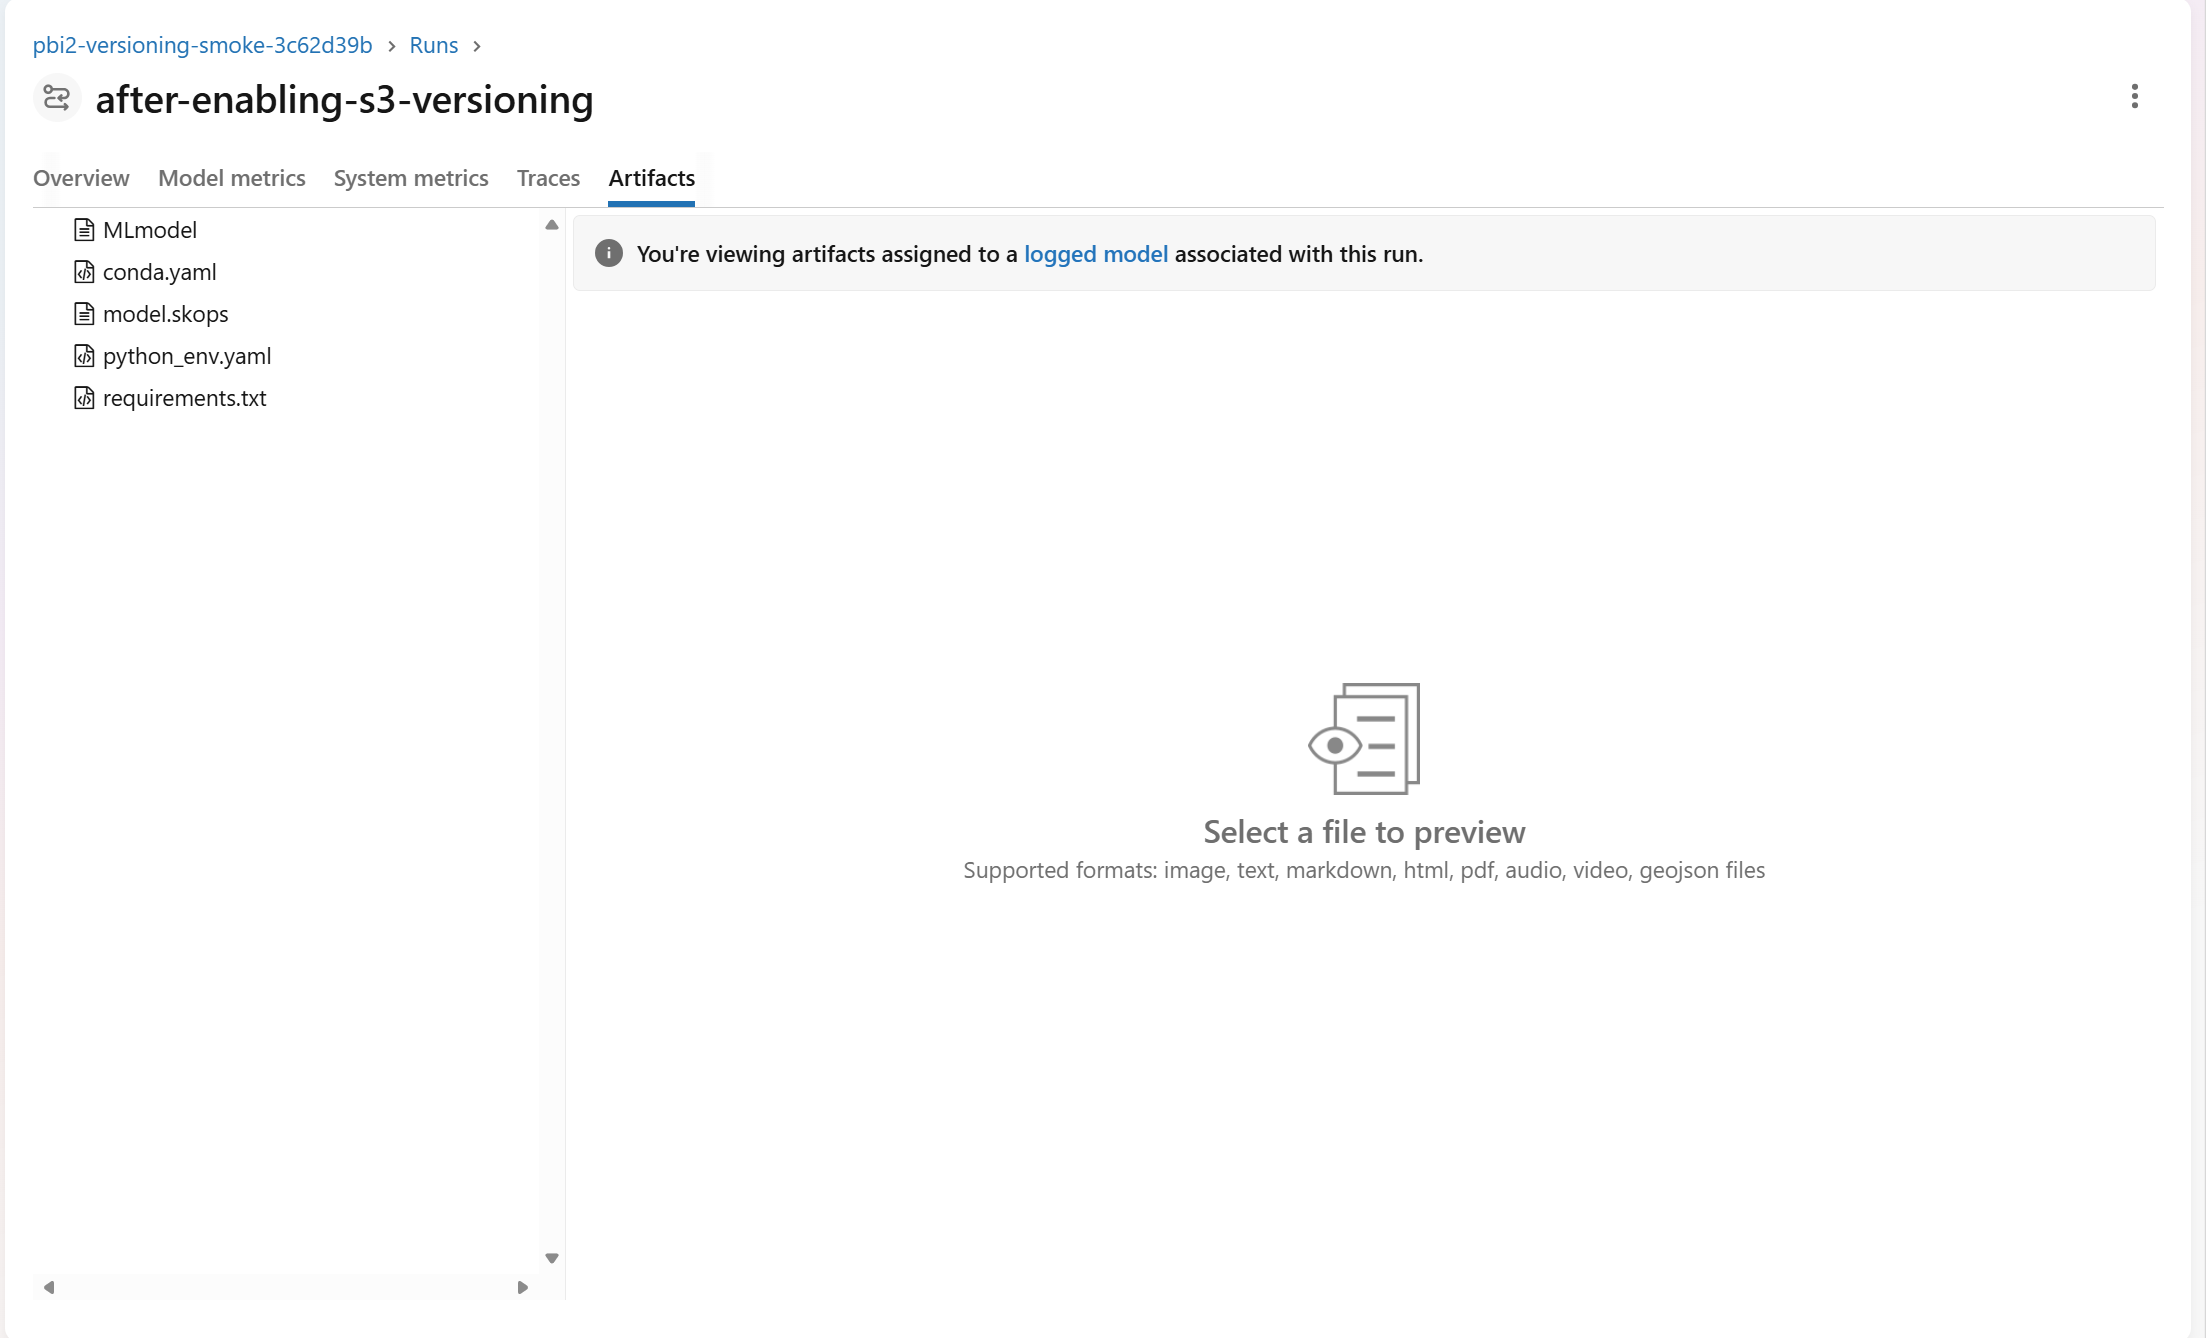 pbi2-versioning-smoke-3c62d39b > Runs >
after-enabling-s3-versioning
Overview Model metrics System metrics Traces Artifacts
MLmodel
You're viewing artifacts assigned to a logged model associated with this run.
conda.yaml
model.skops
python_env.yaml
requirements.txt
Select a file to preview
Supported formats: image, text, markdown, html, pdf, audio, video, geojson files